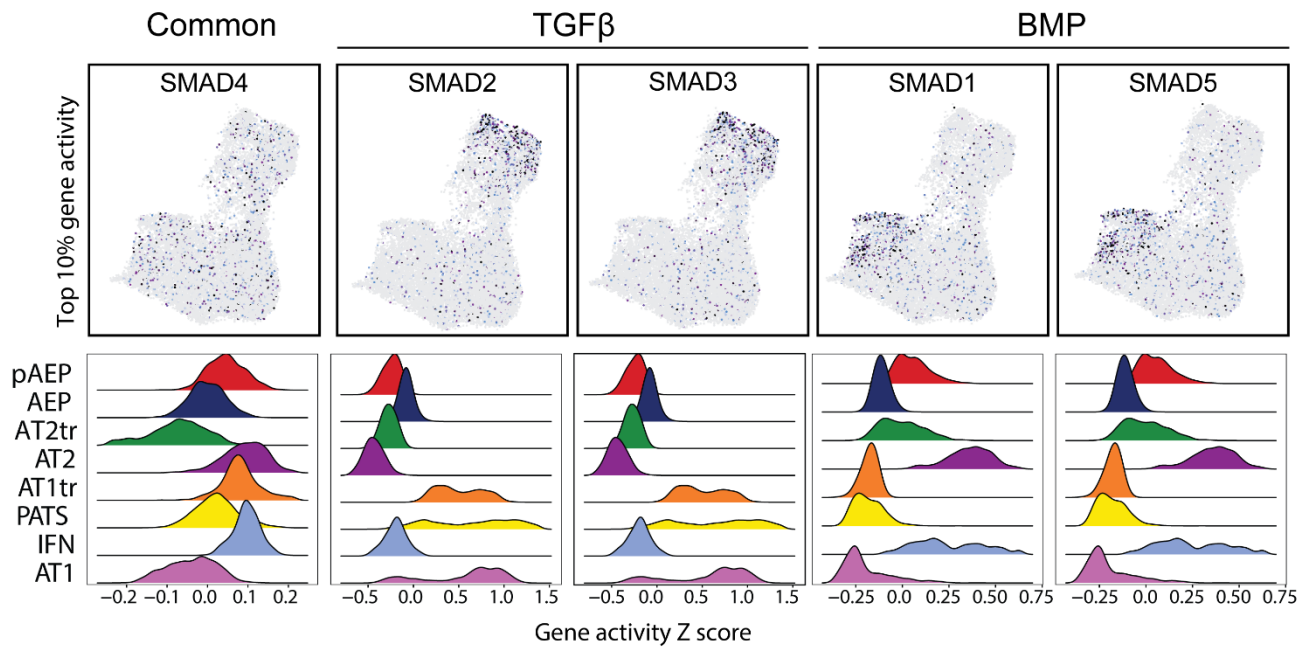 Common TGFβ BMP
SMAD4 SMAD2 SMAD3 SMAD1 SMAD5
Top 10% gene activity
pAEP
AEP
AT2tr
AT2
AT1tr
PATS
IFN
AT1
−0.2 −0.1 0.0 0.2 −0.5 0.0 0.5 1.0 1.5 −0.5 0.0 0.5 1.0 1.5 −0.25 0.0 0.25 0.50 0.75 −0.25 0.0 0.25 0.50 0.75
Gene activity Z score